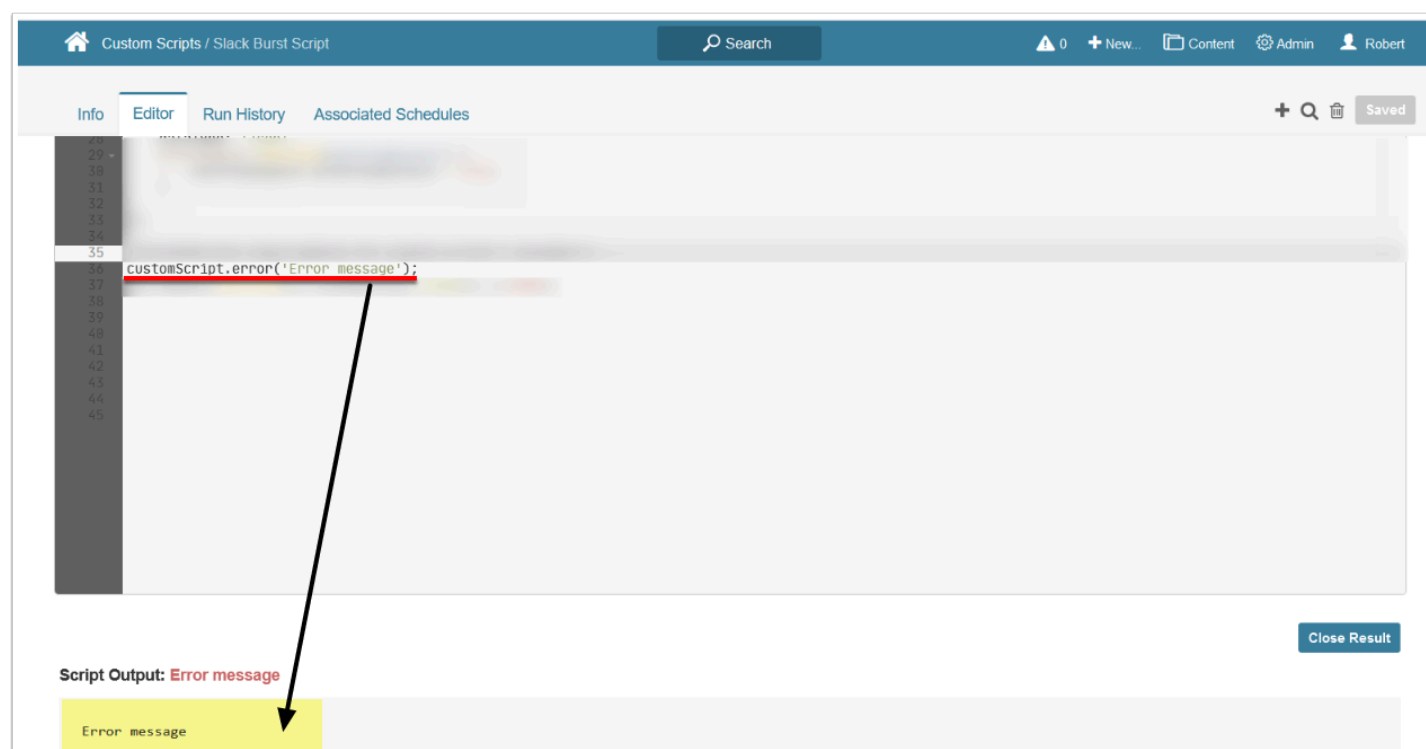 Custom Scripts / Slack Burst Script
Search
0
New...
Content
Admin
Robert
Info
Editor
Run History
Associated Schedules
Saved
28
29
30
31
32
33
34
35
36 customScript.error('Error message');
37
38
39
40
41
42
43
44
45
Close Result
Script Output: Error message
Error message